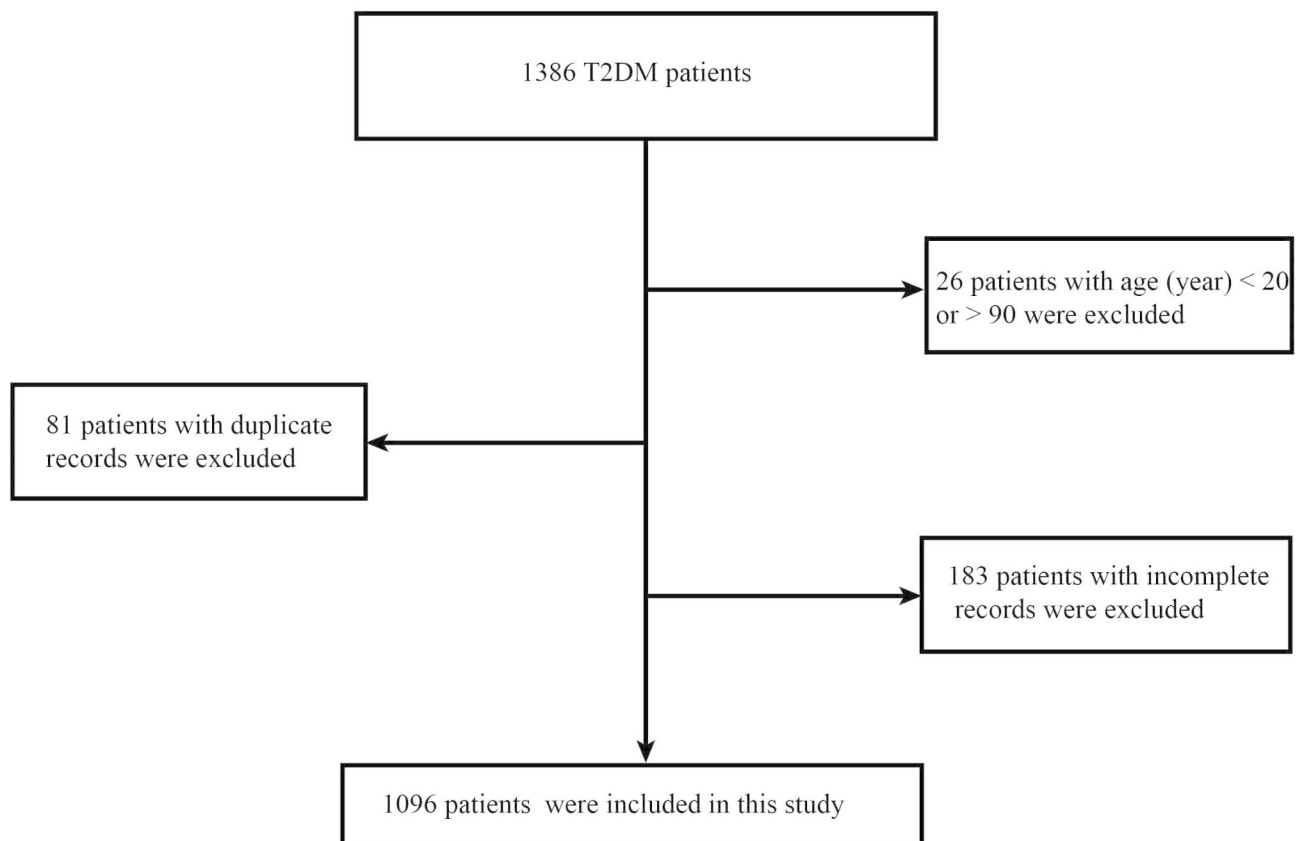 1386 T2DM patients
26 patients with age (year) < 20
or > 90 were excluded
81 patients with duplicate
records were excluded
183 patients with incomplete
records were excluded
1096 patients were included in this study